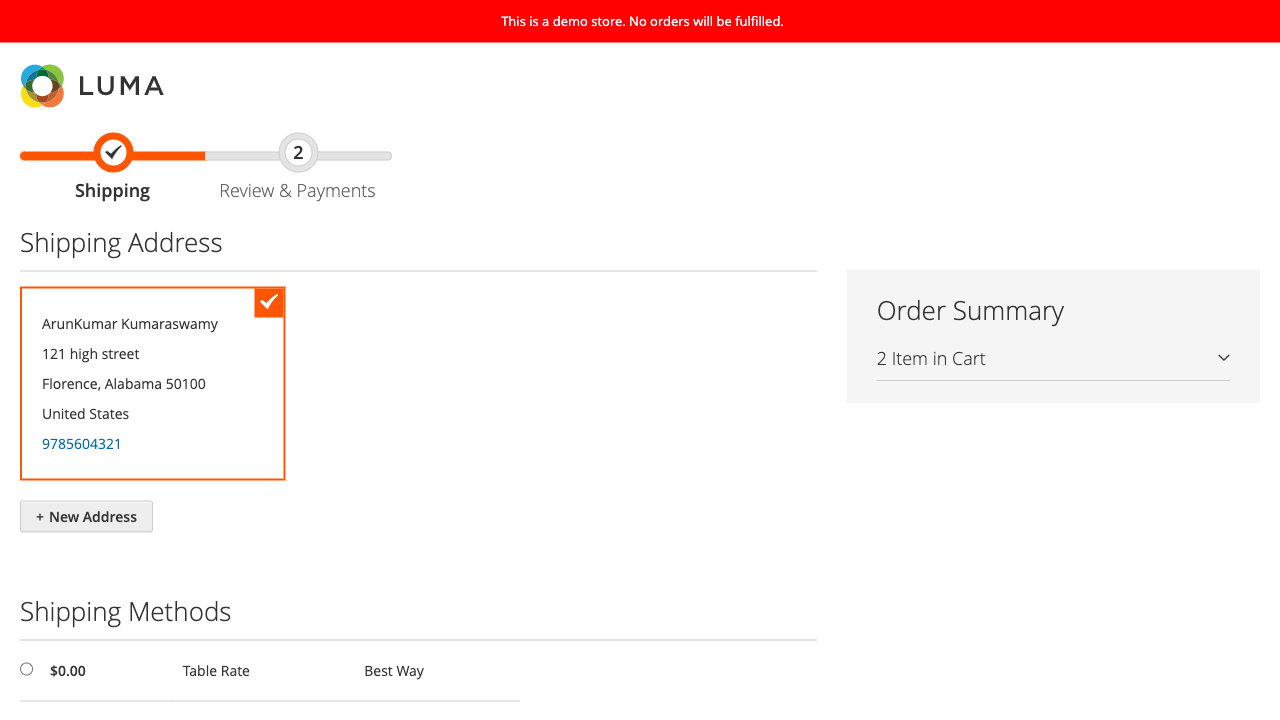 This is a demo store. No orders will be fulfilled.
LUMA
2
Shipping
Review & Payments
Shipping Address
ArunKumar Kumaraswamy
121 high street
Florence, Alabama 50100
United States
9785604321
+ New Address
Order Summary
2 Item in Cart
Shipping Methods
$0.00 Table Rate Best Way